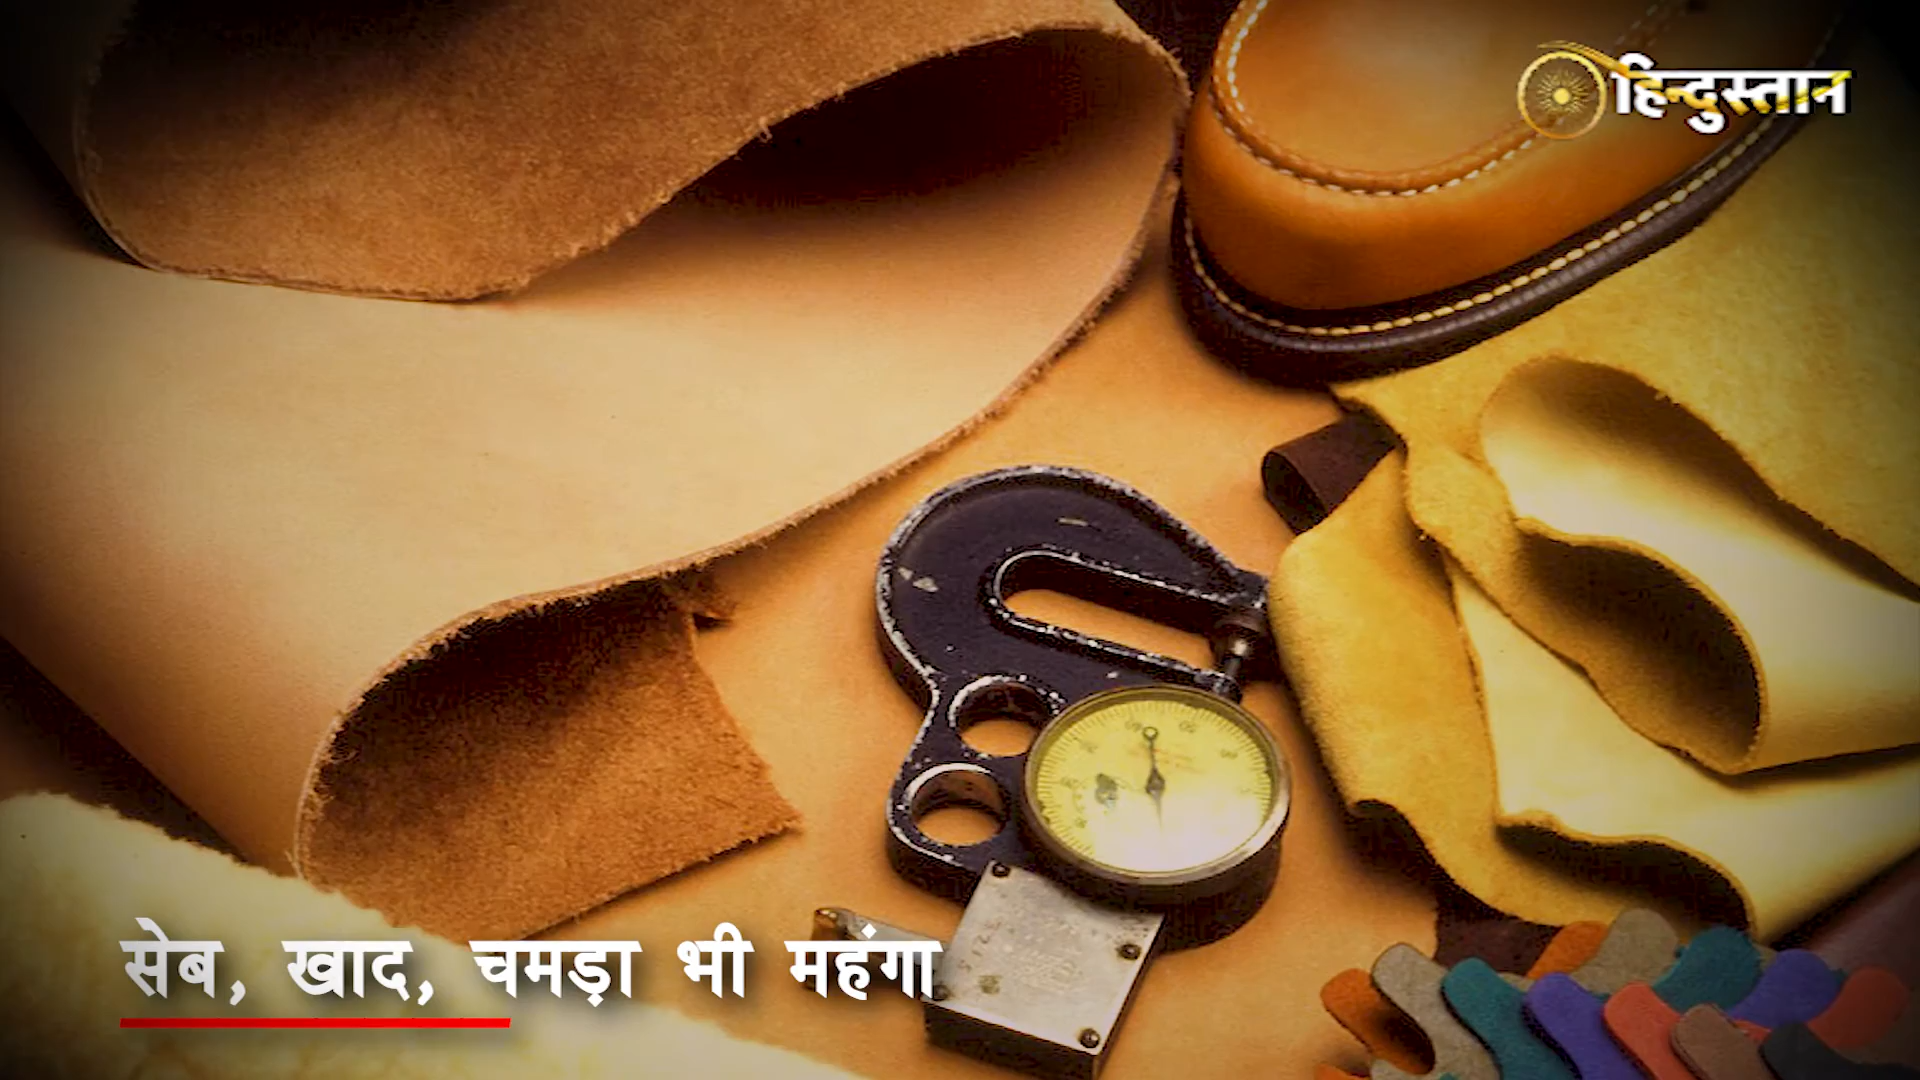 हिन्दुस्तान
सेब, खाद, चमड़ा भी महंगा